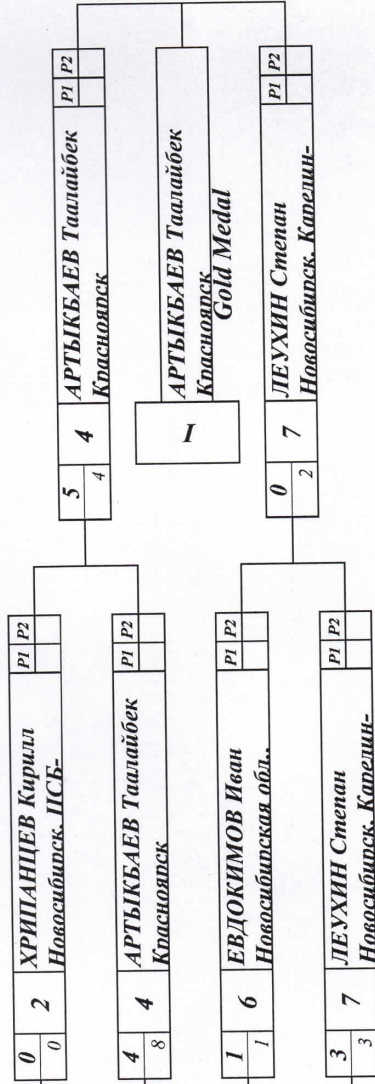 0
0
2
ХРИПАНЦЕВ Кирилл
Новосибирск, ПСБ-
P1 P2
4
8
4
АРТЫКБАЕВ Таалайбек
Красноярск
P1 P2
1
1
6
ЕВДОКИМОВ Иван
Новосибирская обл.,
P1 P2
3
3
7
ЛЕУХИН Степан
Новосибирск, Карелин-
P1 P2
5
4
4
АРТЫКБАЕВ Таалайбек
Красноярск
P1 P2
I
АРТЫКБАЕВ Таалайбек
Красноярск
Gold Medal
0
2
7
ЛЕУХИН Степан
Новосибирск, Карелин-
P1 P2